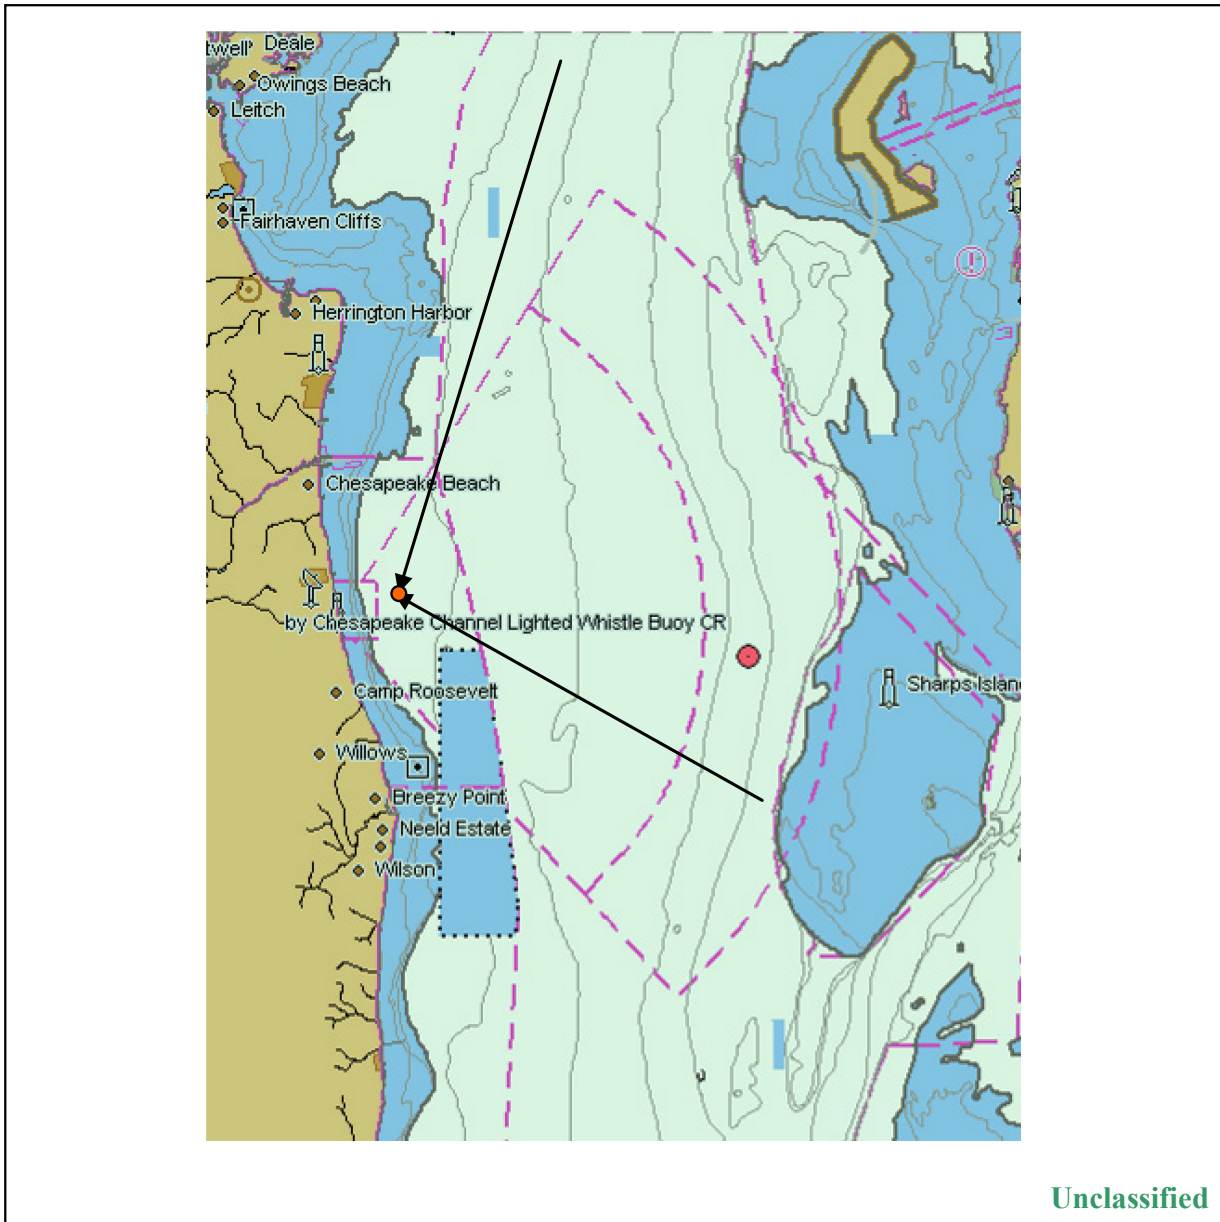 twell Deale
Owings Beach
Leitch
Fairhaven Cliffs
Herrington Harbor
Chesapeake Beach
by Chesapeake Channel Lighted Whistle Buoy CR
Sharps Islan
Camp Roosevelt
Willows
Breezy Point
Neeld Estate
Wilson
Unclassified